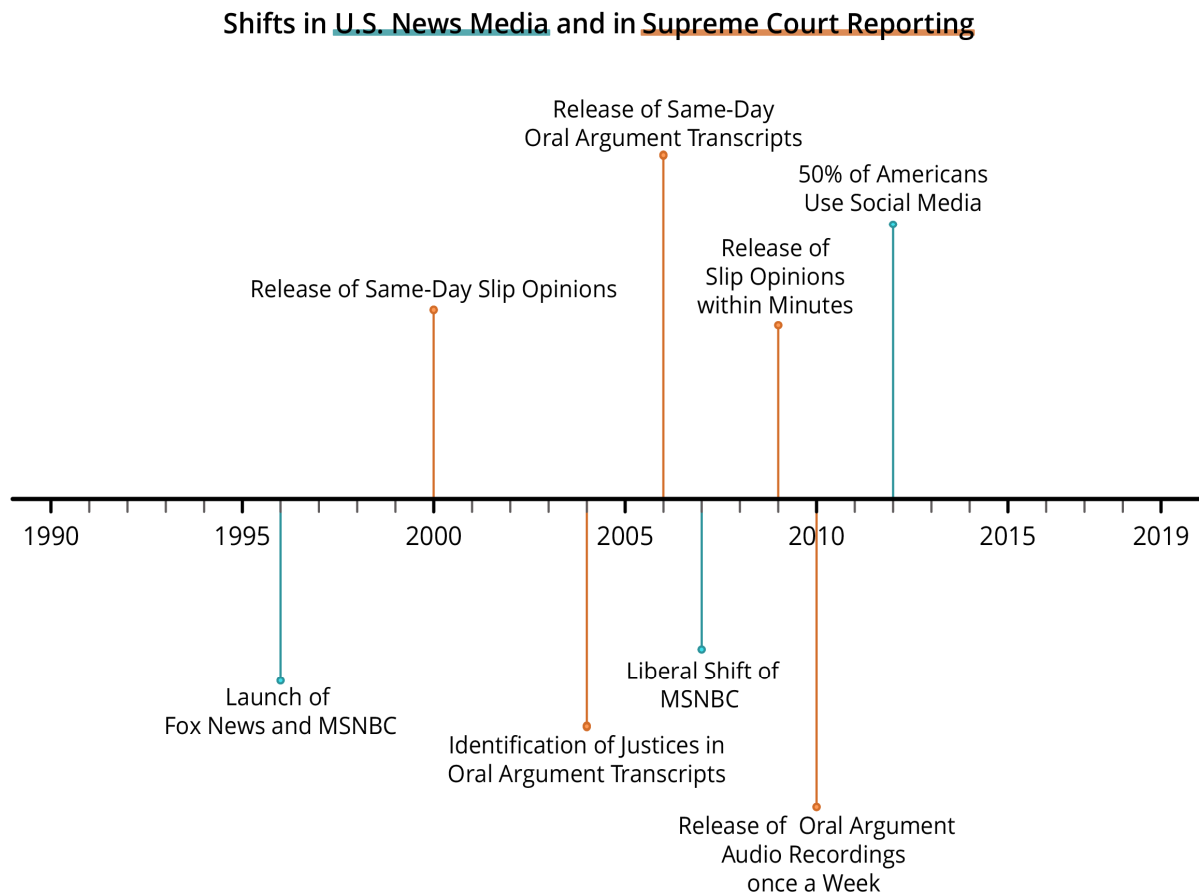 Shifts in U.S. News Media and in Supreme Court Reporting
Release of Same-Day
Oral Argument Transcripts
50% of Americans
Use Social Media
Release of
Slip Opinions
within Minutes
Release of Same-Day Slip Opinions
1990 1995 2000 2005 2010 2015 2019
Launch of
Fox News and MSNBC
Liberal Shift of
MSNBC
Identification of Justices in
Oral Argument Transcripts
Release of Oral Argument
Audio Recordings
once a Week